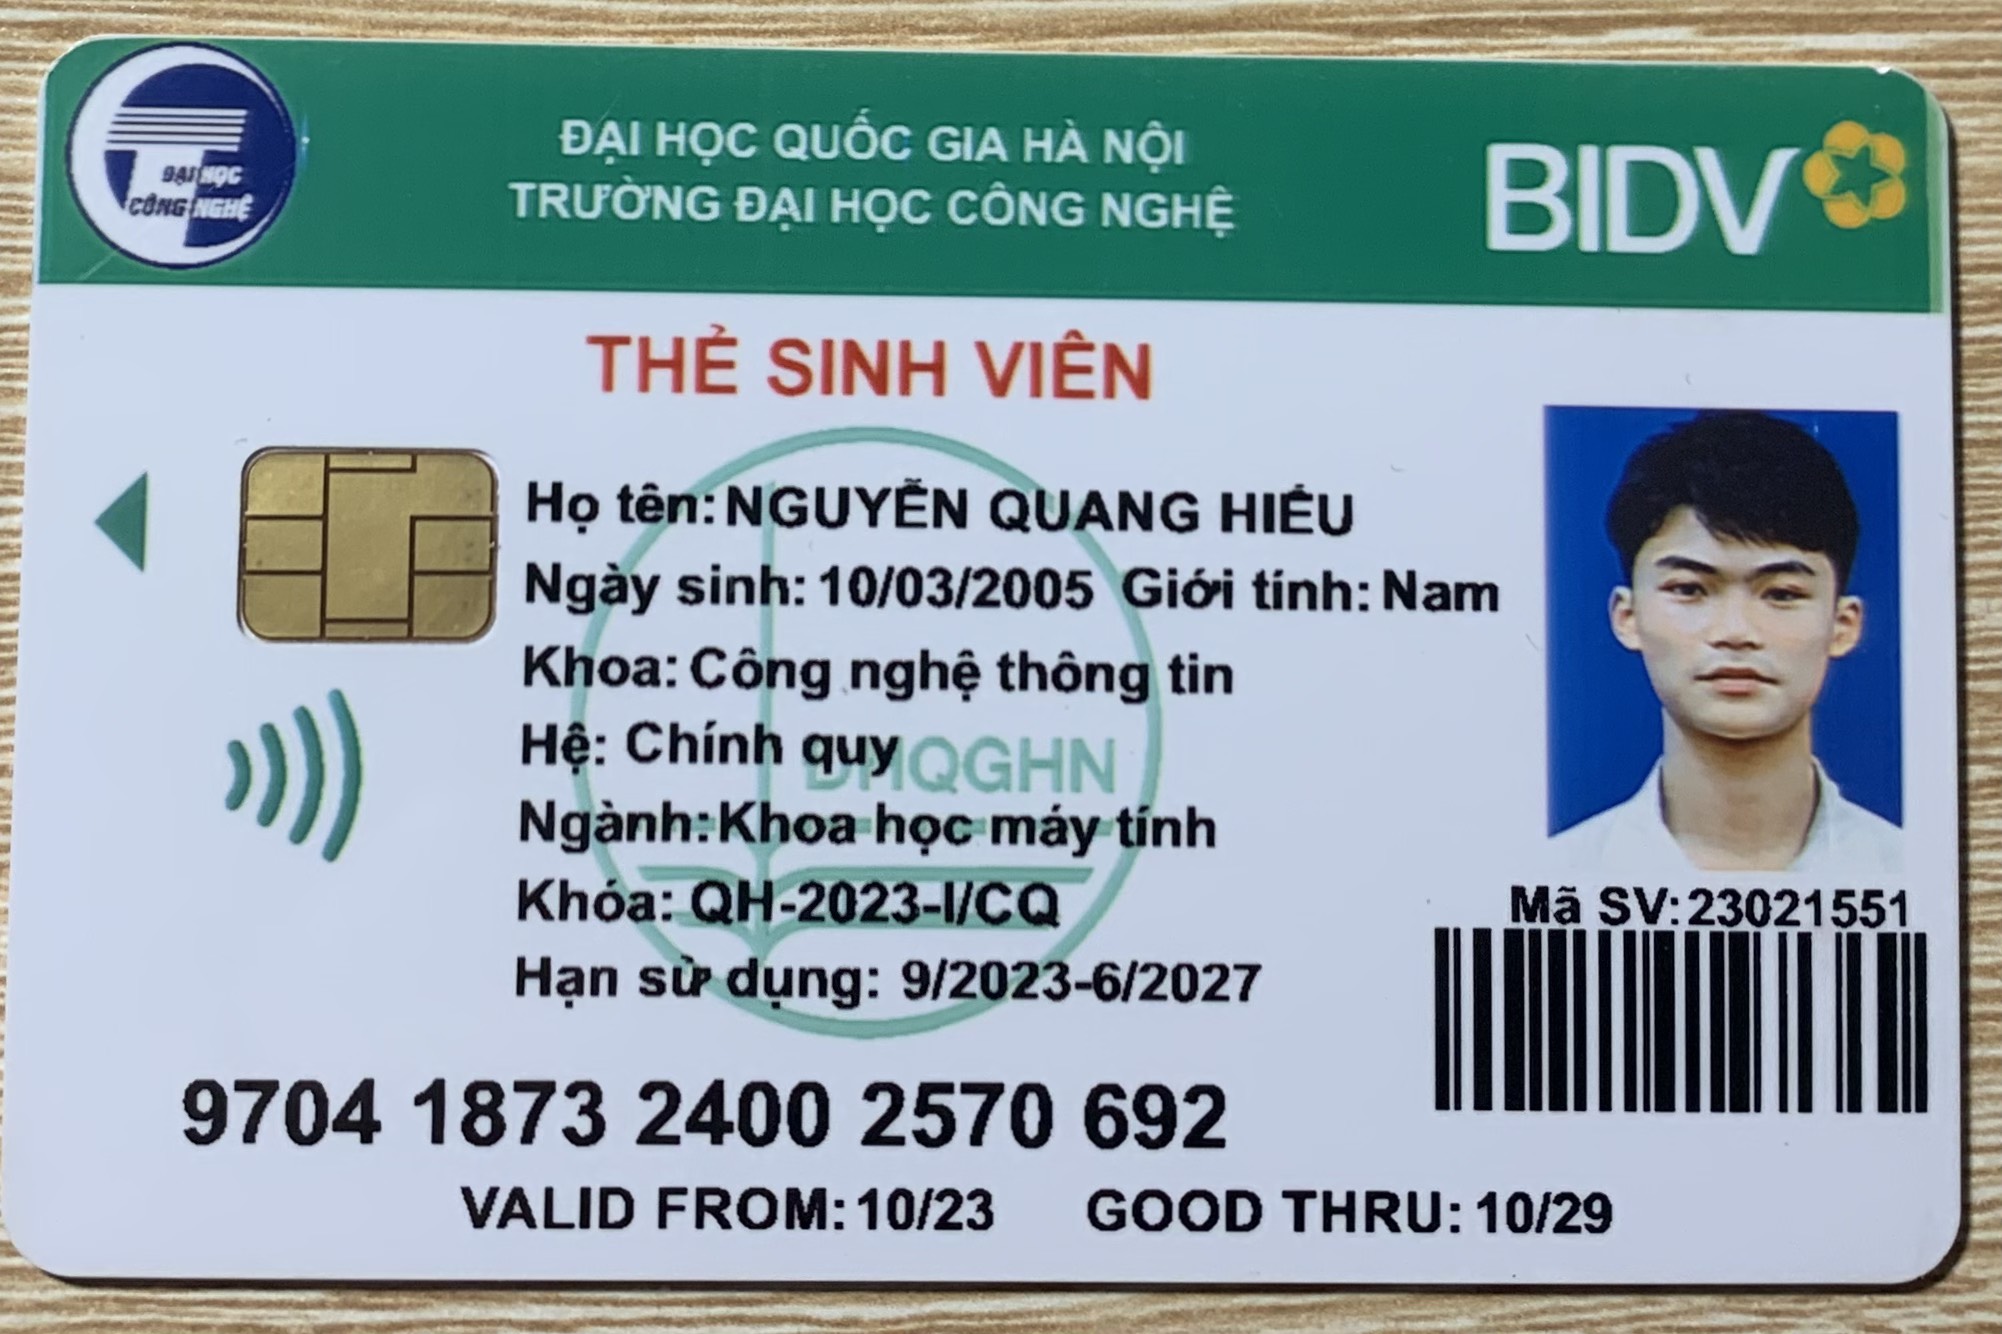 ĐẠI HỌC
CÔNG NGHỆ
ĐẠI HỌC QUỐC GIA HÀ NỘI
TRƯỜNG ĐẠI HỌC CÔNG NGHỆ
BIDV
THẺ SINH VIÊN
Họ tên: NGUYỄN QUANG HIẾU
Ngày sinh: 10/03/2005 Giới tính: Nam
Khoa: Công nghệ thông tin
Hệ: Chính quy
ĐHQGHN
Ngành: Khoa học máy tính
Khóa: QH-2023-I/CQ
Mã SV: 23021551
Hạn sử dụng: 9/2023-6/2027
9704 1873 2400 2570 692
VALID FROM: 10/23 GOOD THRU: 10/29